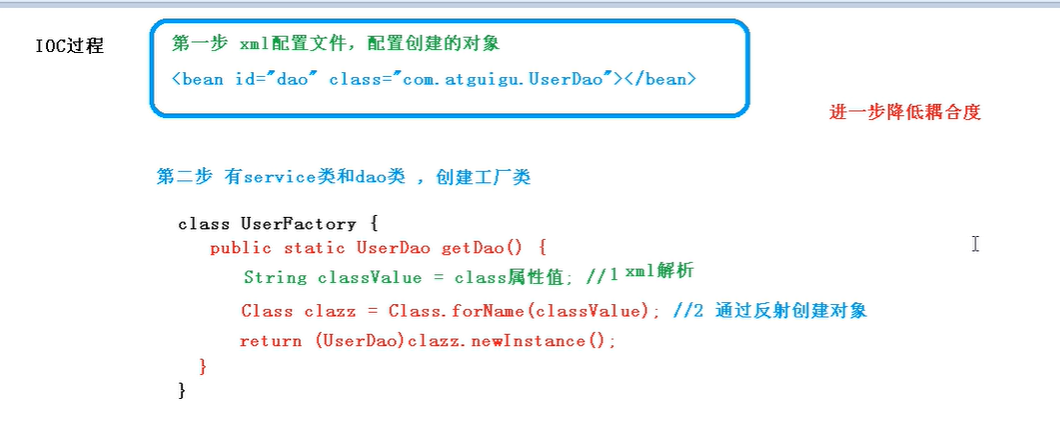 IOC过程
第一步 xml配置文件，配置创建的对象
<bean id="dao" class="com.atguigu.UserDao"></bean>
进一步降低耦合度
第二步 有service类和dao类 ，创建工厂类
class UserFactory {
public static UserDao getDao() {
String classValue = class属性值; //1 xml解析
Class clazz = Class.forName(classValue); //2 通过反射创建对象
return (UserDao)clazz.newInstance();
}
}